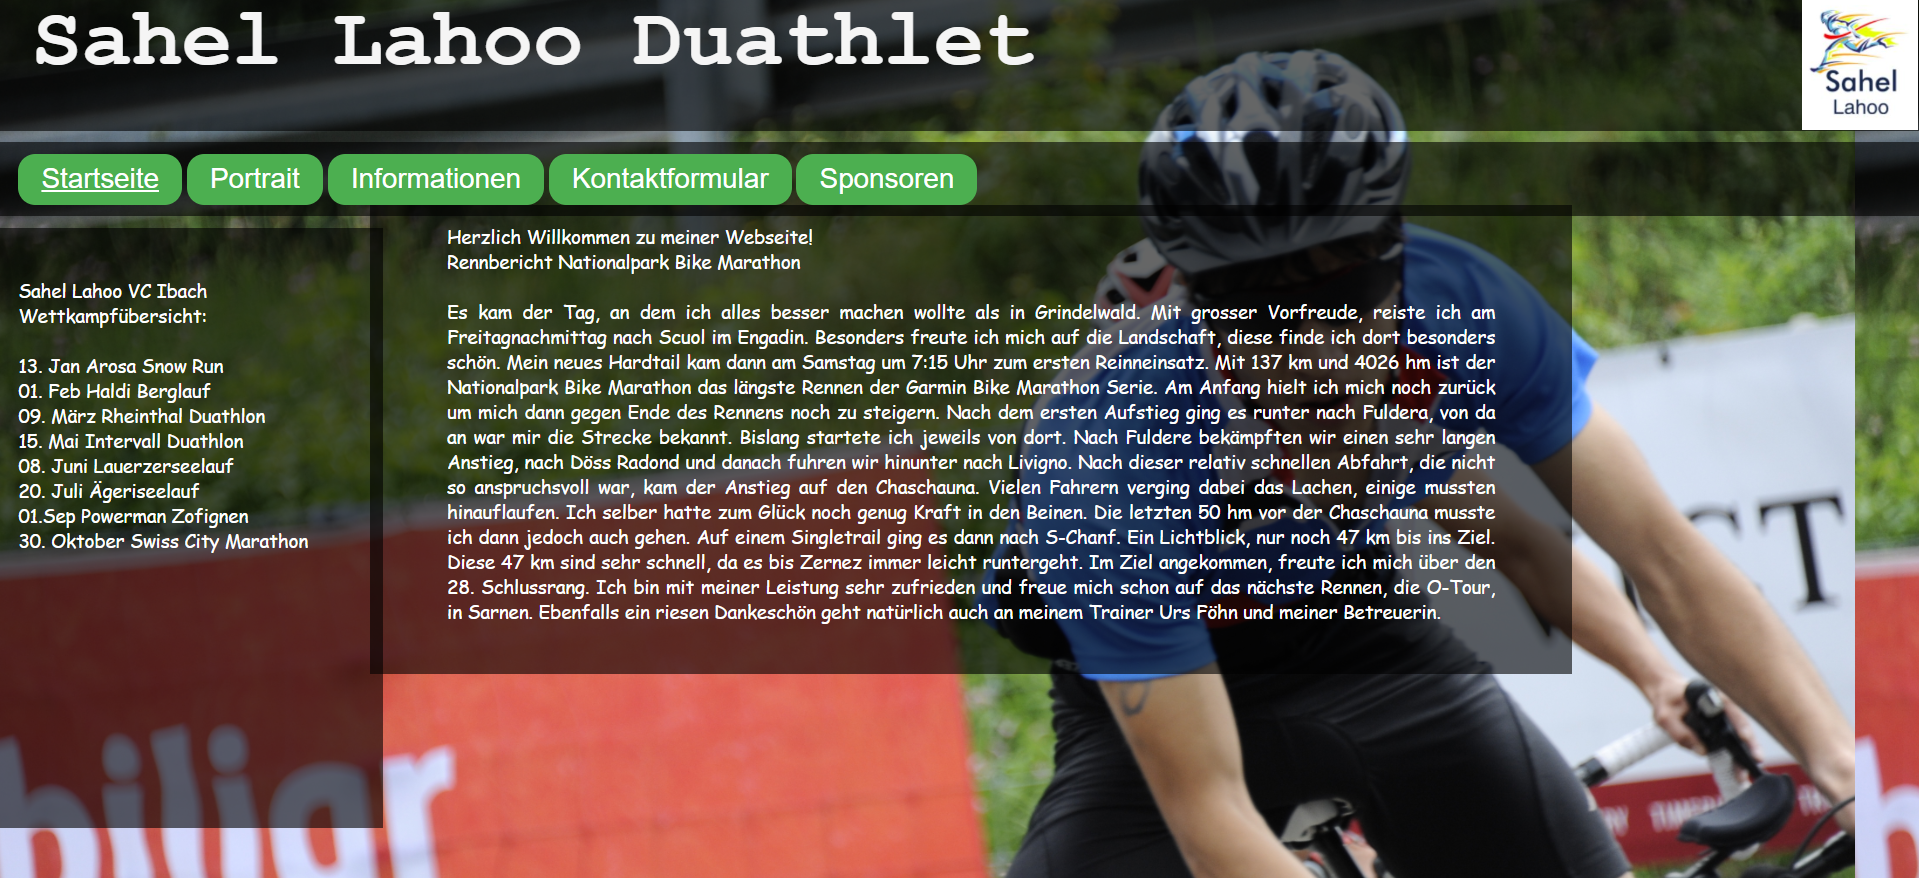 Sahel Lahoo Duathlet
Sahel
Lahoo
Startseite Portrait Informationen Kontaktformular Sponsoren
Sahel Lahoo VC Ibach
Wettkampfübersicht:
13. Jan Arosa Snow Run
01. Feb Haldi Berglauf
09. März Rheinthal Duathlon
15. Mai Intervall Duathlon
08. Juni Lauerzerseelauf
20. Juli Ägeriseelauf
01.Sep Powerman Zofignen
30. Oktober Swiss City Marathon
Herzlich Willkommen zu meiner Webseite!
Rennbericht Nationalpark Bike Marathon
Es kam der Tag, an dem ich alles besser machen wollte als in Grindelwald. Mit grosser Vorfreude, reiste ich am
Freitagnachmittag nach Scuol im Engadin. Besonders freute ich mich auf die Landschaft, diese finde ich dort besonders
schön. Mein neues Hardtail kam dann am Samstag um 7:15 Uhr zum ersten Reinneinsatz. Mit 137 km und 4026 hm ist der
Nationalpark Bike Marathon das längste Rennen der Garmin Bike Marathon Serie. Am Anfang hielt ich mich noch zurück
um mich dann gegen Ende des Rennens noch zu steigern. Nach dem ersten Aufstieg ging es runter nach Fuldera, von da
an war mir die Strecke bekannt. Bislang startete ich jeweils von dort. Nach Fuldere bekämpften wir einen sehr langen
Anstieg, nach Döss Radond und danach fuhren wir hinunter nach Livigno. Nach dieser relativ schnellen Abfahrt, die nicht
so anspruchsvoll war, kam der Anstieg auf den Chaschauna. Vielen Fahrern verging dabei das Lachen, einige mussten
hinauflaufen. Ich selber hatte zum Glück noch genug Kraft in den Beinen. Die letzten 50 hm vor der Chaschauna musste
ich dann jedoch auch gehen. Auf einem Singletrail ging es dann nach S-Chanf. Ein Lichtblick, nur noch 47 km bis ins Ziel.
Diese 47 km sind sehr schnell, da es bis Zernez immer leicht runtergeht. Im Ziel angekommen, freute ich mich über den
28. Schlussrang. Ich bin mit meiner Leistung sehr zufrieden und freue mich schon auf das nächste Rennen, die O-Tour,
in Sarnen. Ebenfalls ein riesen Dankeschön geht natürlich auch an meinem Trainer Urs Föhn und meiner Betreuerin.
biliar